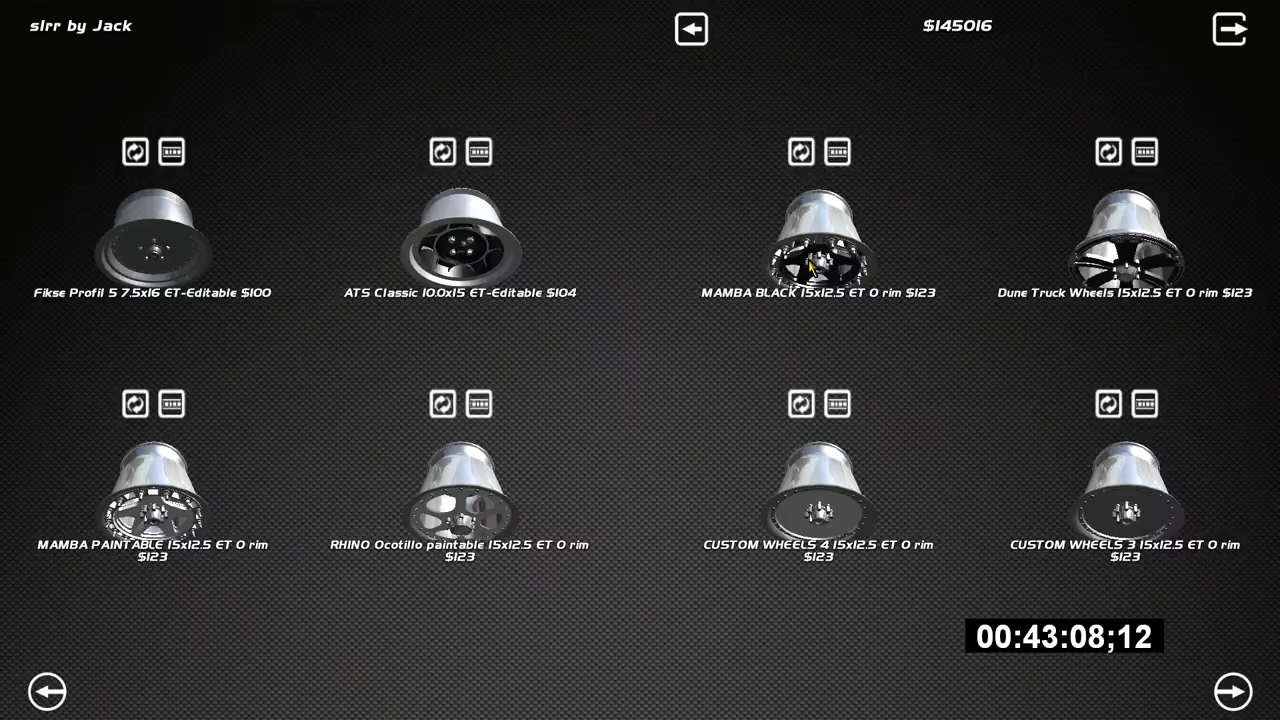 slrr by Jack
$145016
Fikse Profil 5 7.5x16 ET-Editable $100
ATS Classic 10.0x15 ET-Editable $104
MAMBA BLACK 15x12.5 ET 0 rim $123
Dune Truck Wheels 15x12.5 ET 0 rim $123
MAMBA PAINTABLE 15x12.5 ET 0 rim
$123
RHINO Ocotillo paintable 15x12.5 ET 0 rim
$123
CUSTOM WHEELS 4 15x12.5 ET 0 rim
$123
CUSTOM WHEELS 3 15x12.5 ET 0 rim
$123
00:43:08;12